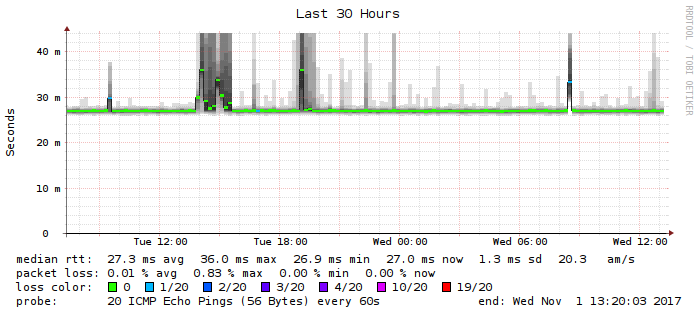 Last 30 Hours
RRDTOOL / TOBI OETIKER
Seconds
40 m
30 m
20 m
10 m
0
Tue 12:00 Tue 18:00 Wed 00:00 Wed 06:00 Wed 12:00
median rtt: 27.3 ms avg 36.0 ms max 26.9 ms min 27.0 ms now 1.3 ms sd 20.3 am/s
packet loss: 0.01 % avg 0.83 % max 0.00 % min 0.00 % now
loss color: 0 1/20 2/20 3/20 4/20 10/20 19/20
probe: 20 ICMP Echo Pings (56 Bytes) every 60s end: Wed Nov 1 13:20:03 2017